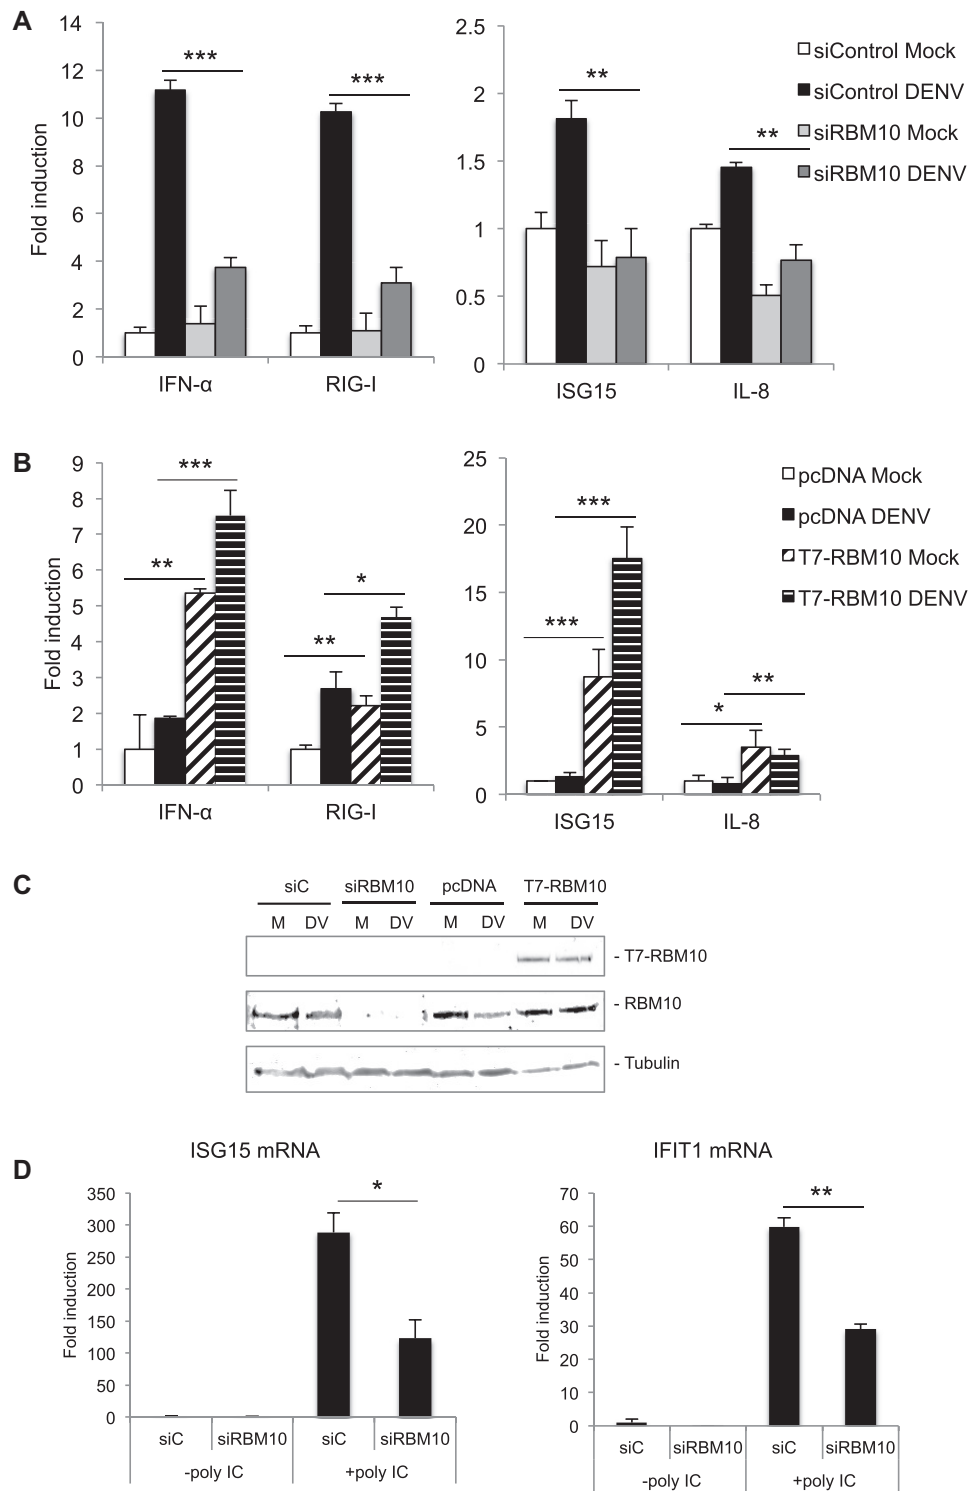 A
14
12
10
8
6
4
2
0
Fold induction
***
***
IFN-α
RIG-I
2.5
2
1.5
1
0.5
0
**
**
ISG15
IL-8
siControl Mock
siControl DENV
siRBM10 Mock
siRBM10 DENV
B
9
8
7
6
5
4
3
2
1
0
Fold induction
***
**
*
**
IFN-α
RIG-I
25
20
15
10
5
0
***
***
**
*
ISG15
IL-8
pcDNA Mock
pcDNA DENV
T7-RBM10 Mock
T7-RBM10 DENV
C
siC siRBM10 pcDNA T7-RBM10
M DV M DV M DV M DV
- T7-RBM10
- RBM10
- Tubulin
D
ISG15 mRNA
350
300
250
200
150
100
50
0
Fold induction
*
siC siRBM10 siC siRBM10
-poly IC +poly IC
IFIT1 mRNA
70
60
50
40
30
20
10
0
Fold induction
**
siC siRBM10 siC siRBM10
-poly IC +poly IC